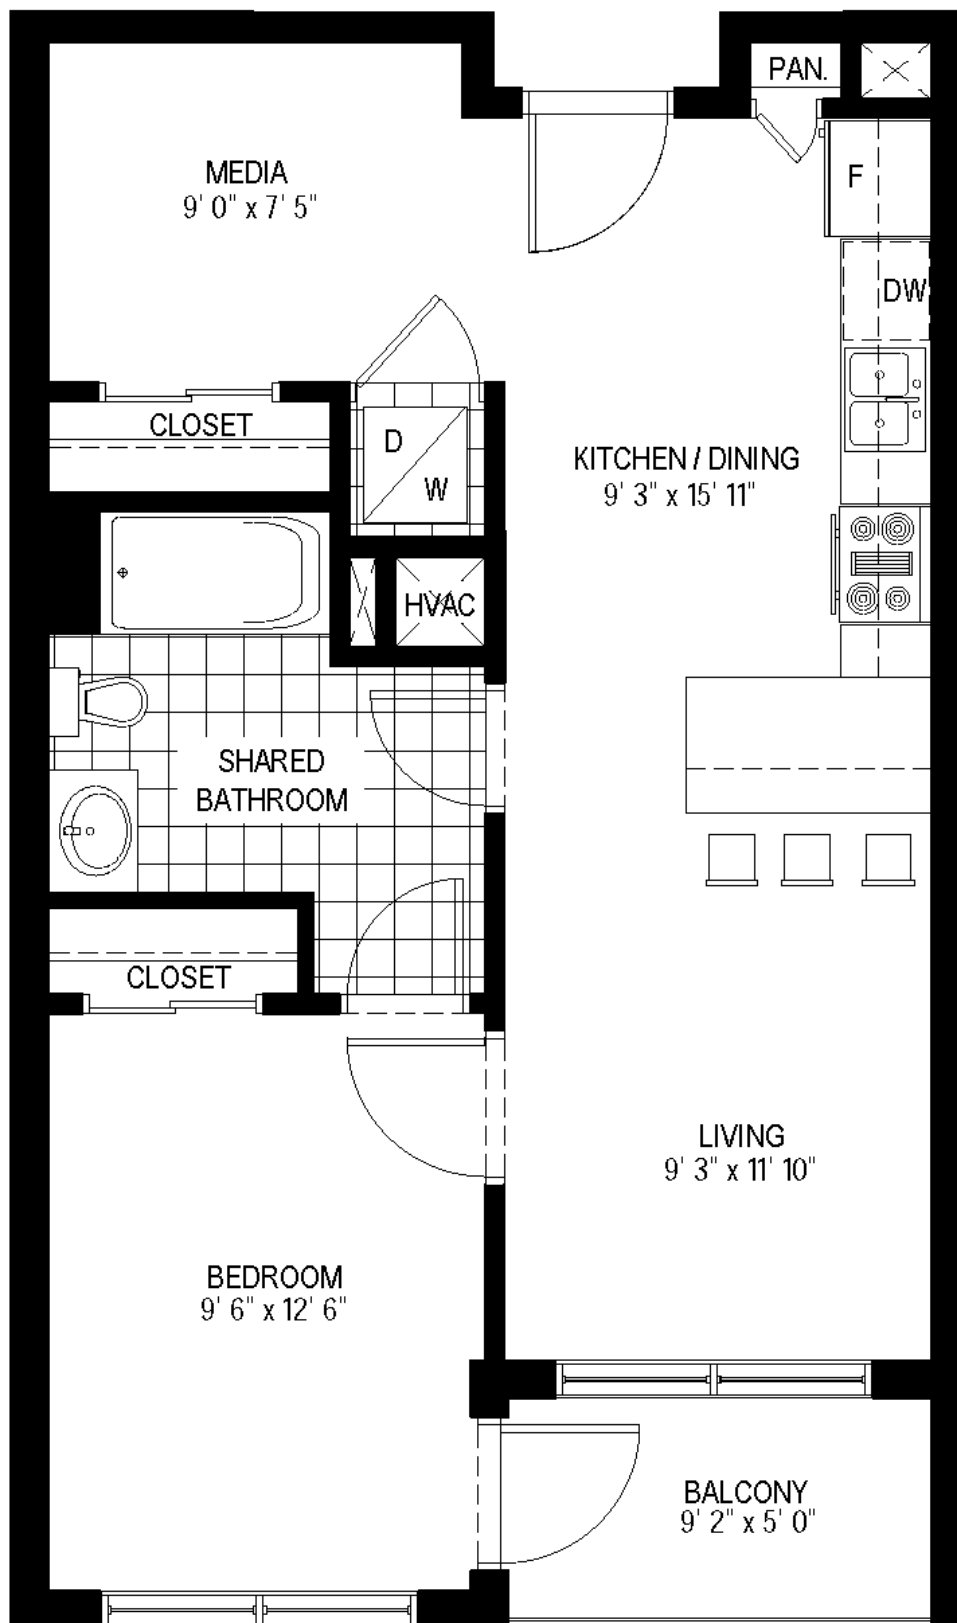 PAN.
MEDIA
9' 0" x 7' 5"
F
DW
CLOSET
D
W
KITCHEN / DINING
9' 3" x 15' 11"
HVAC
SHARED
BATHROOM
CLOSET
LIVING
9' 3" x 11' 10"
BEDROOM
9' 6" x 12' 6"
BALCONY
9' 2" x 5' 0"